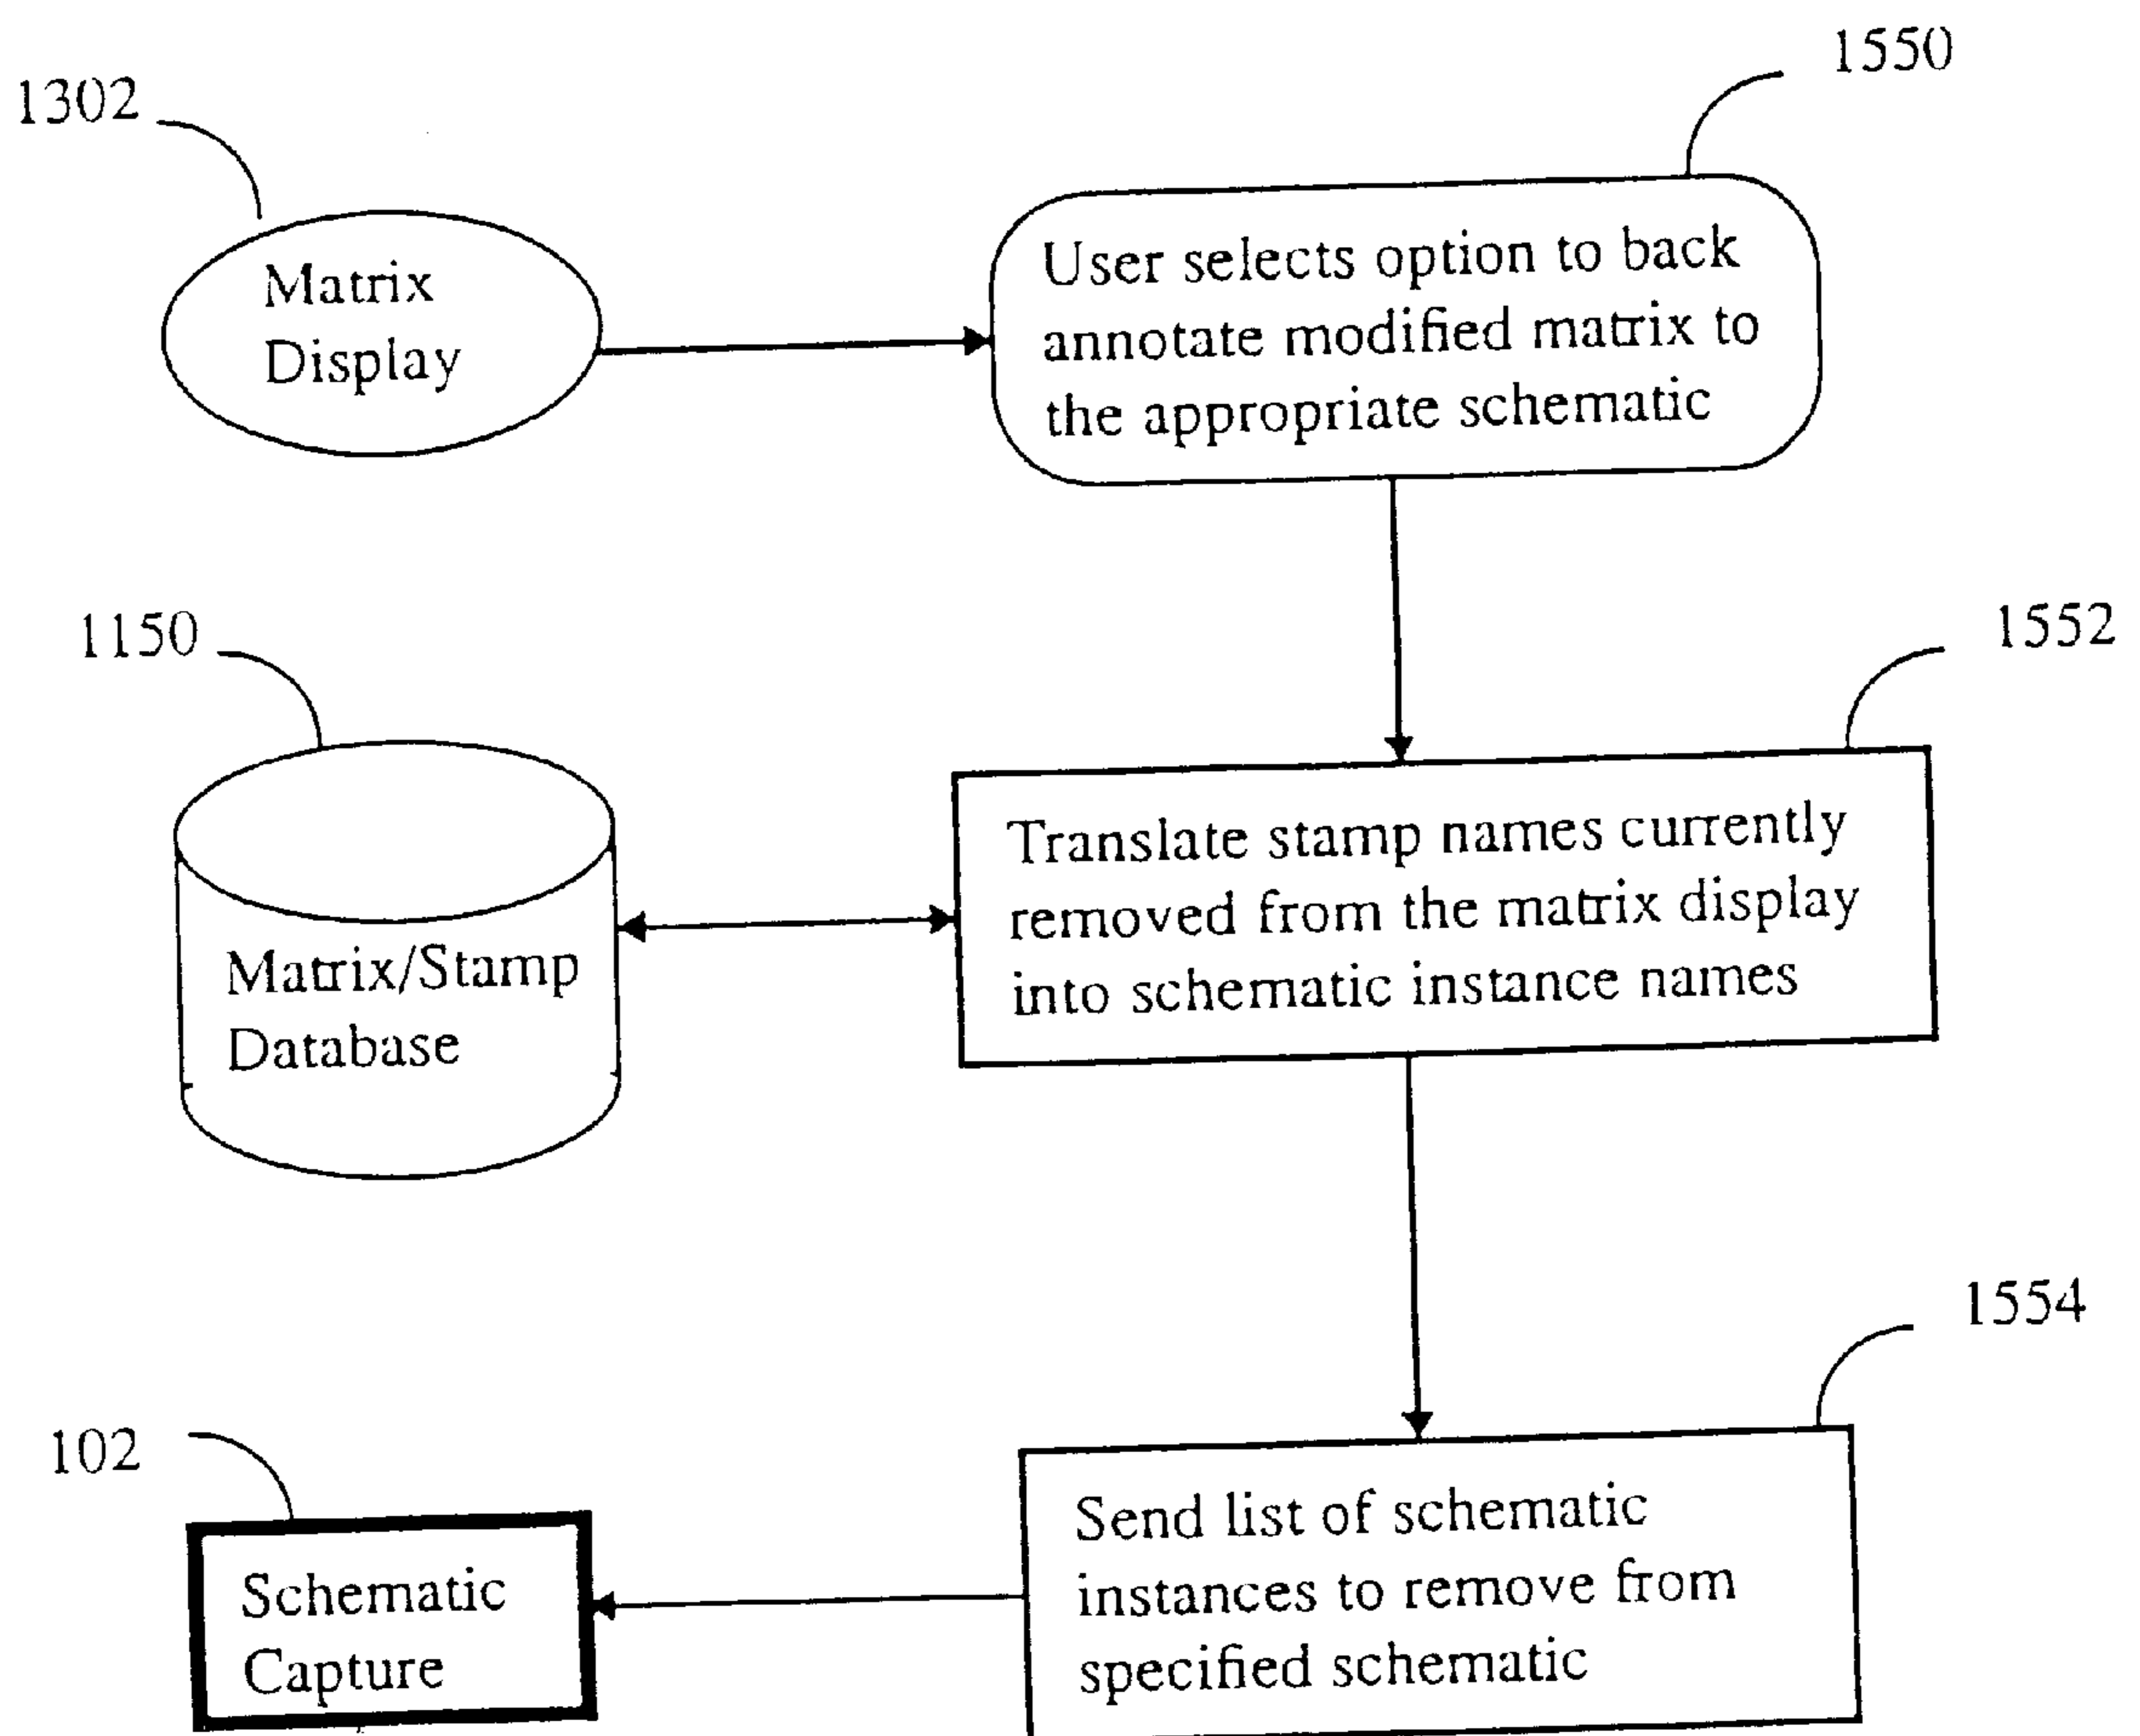 1550
1302
User selects option to back
annotate modified matrix to
the appropriate schematic
Matrix
Display
1150
1552
Translate stamp names currently
removed from the matrix display
into schematic instance names
Matrix/Stamp
Database
1554
102
Send list of schematic
instances to remove from
specified schematic
Schematic
Capture